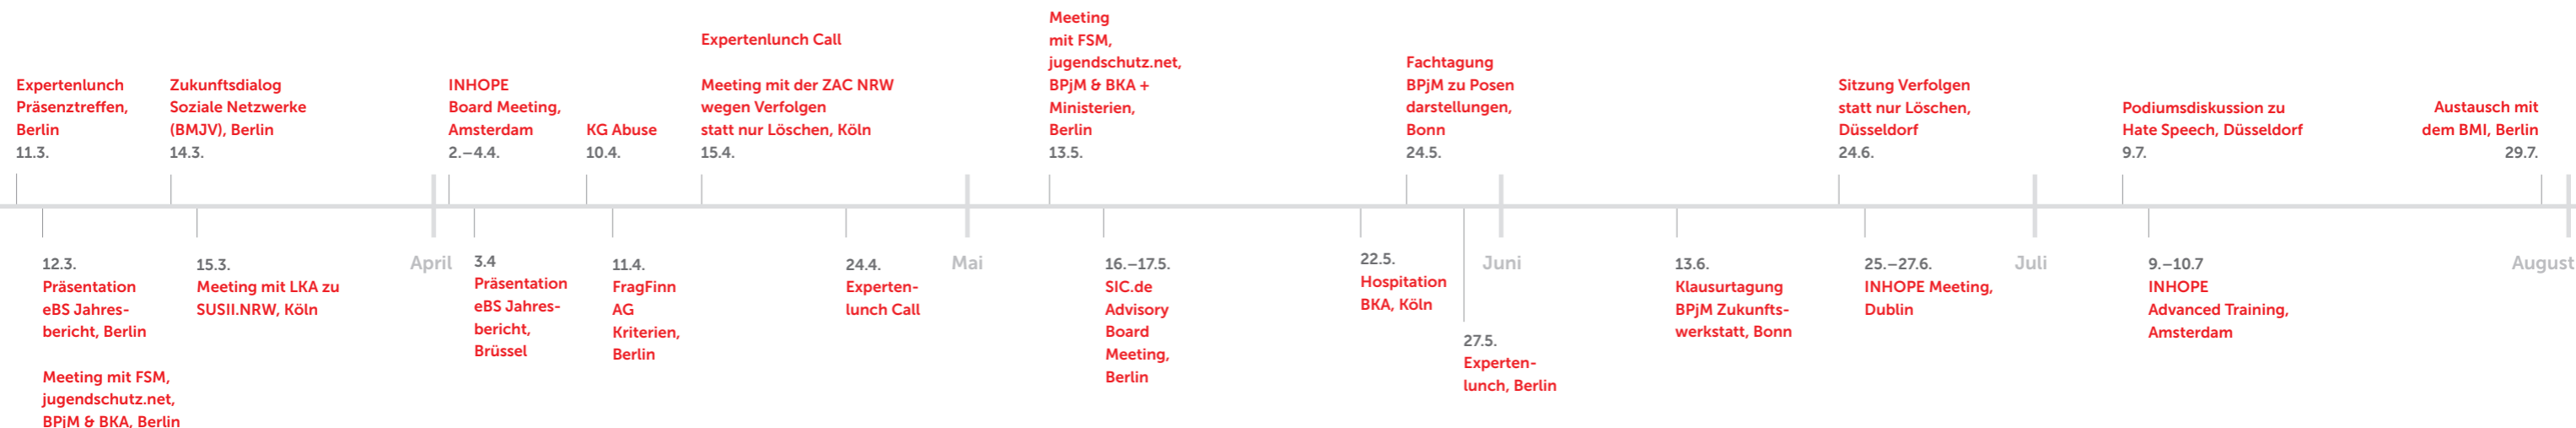 Expertenlunch
Präsenztreffen,
Berlin
11.3.
Zukunftsdialog
Soziale Netzwerke
(BMJV), Berlin
14.3.
INHOPE
Board Meeting,
Amsterdam
2.–4.4.
KG Abuse
10.4.
Expertenlunch Call
Meeting mit der ZAC NRW
wegen Verfolgen
statt nur Löschen, Köln
15.4.
Meeting
mit FSM,
jugendschutz.net,
BPjM & BKA +
Ministerien,
Berlin
13.5.
Fachtagung
BPjM zu Posen
darstellungen,
Bonn
24.5.
Sitzung Verfolgen
statt nur Löschen,
Düsseldorf
24.6.
Podiumsdiskussion zu
Hate Speech, Düsseldorf
9.7.
Austausch mit
dem BMI, Berlin
29.7.
12.3.
Präsentation
eBS Jahres-
bericht, Berlin
Meeting mit FSM,
jugendschutz.net,
BPjM & BKA, Berlin
15.3.
Meeting mit LKA zu
SUSII.NRW, Köln
April
3.4
Präsentation
eBS Jahres-
bericht,
Brüssel
11.4.
FragFinn
AG
Kriterien,
Berlin
24.4.
Experten-
lunch Call
Mai
16.–17.5.
SIC.de
Advisory
Board
Meeting,
Berlin
22.5.
Hospitation
BKA, Köln
27.5.
Experten-
lunch, Berlin
Juni
13.6.
Klausurtagung
BPjM Zukunfts-
werkstatt, Bonn
25.–27.6.
INHOPE Meeting,
Dublin
Juli
9.–10.7
INHOPE
Advanced Training,
Amsterdam
August